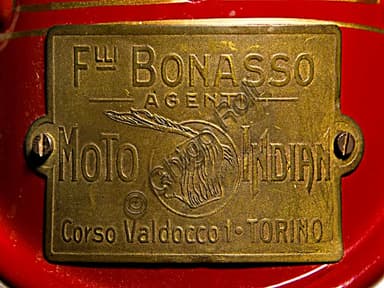 FLLI BONASSO
AGENTI
MOTO INDIAN
Corso Valdocco 1 · TORINO